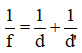 1/f = 1/d + 1/d'